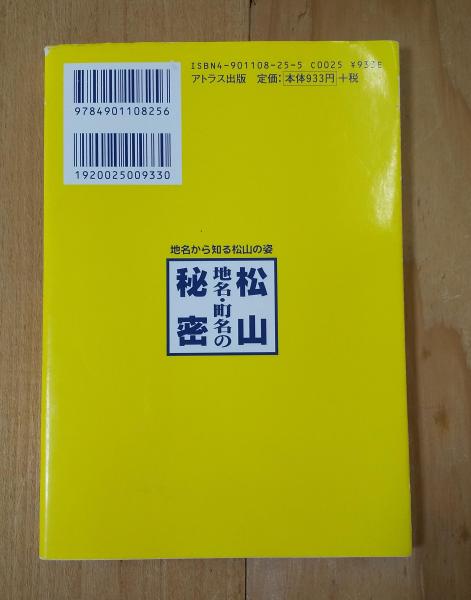 ISBN4-901108-25-5 C0025 ¥933E
アトラス出版 定価:本体933円+税
9784901108256
1920025009330
地名から知る松山の姿
松山
地名・町名の
秘密